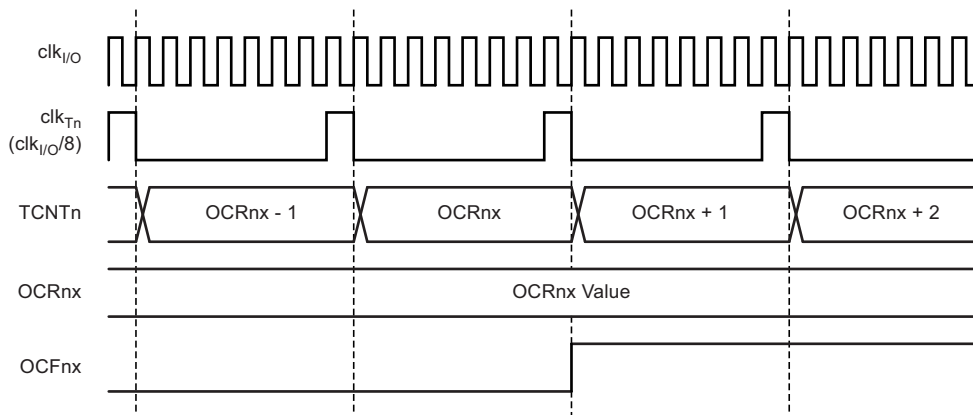 clkI/O
clkTn
(clkI/O/8)
TCNTn OCRnx - 1 OCRnx OCRnx + 1 OCRnx + 2
OCRnx OCRnx Value
OCFnx